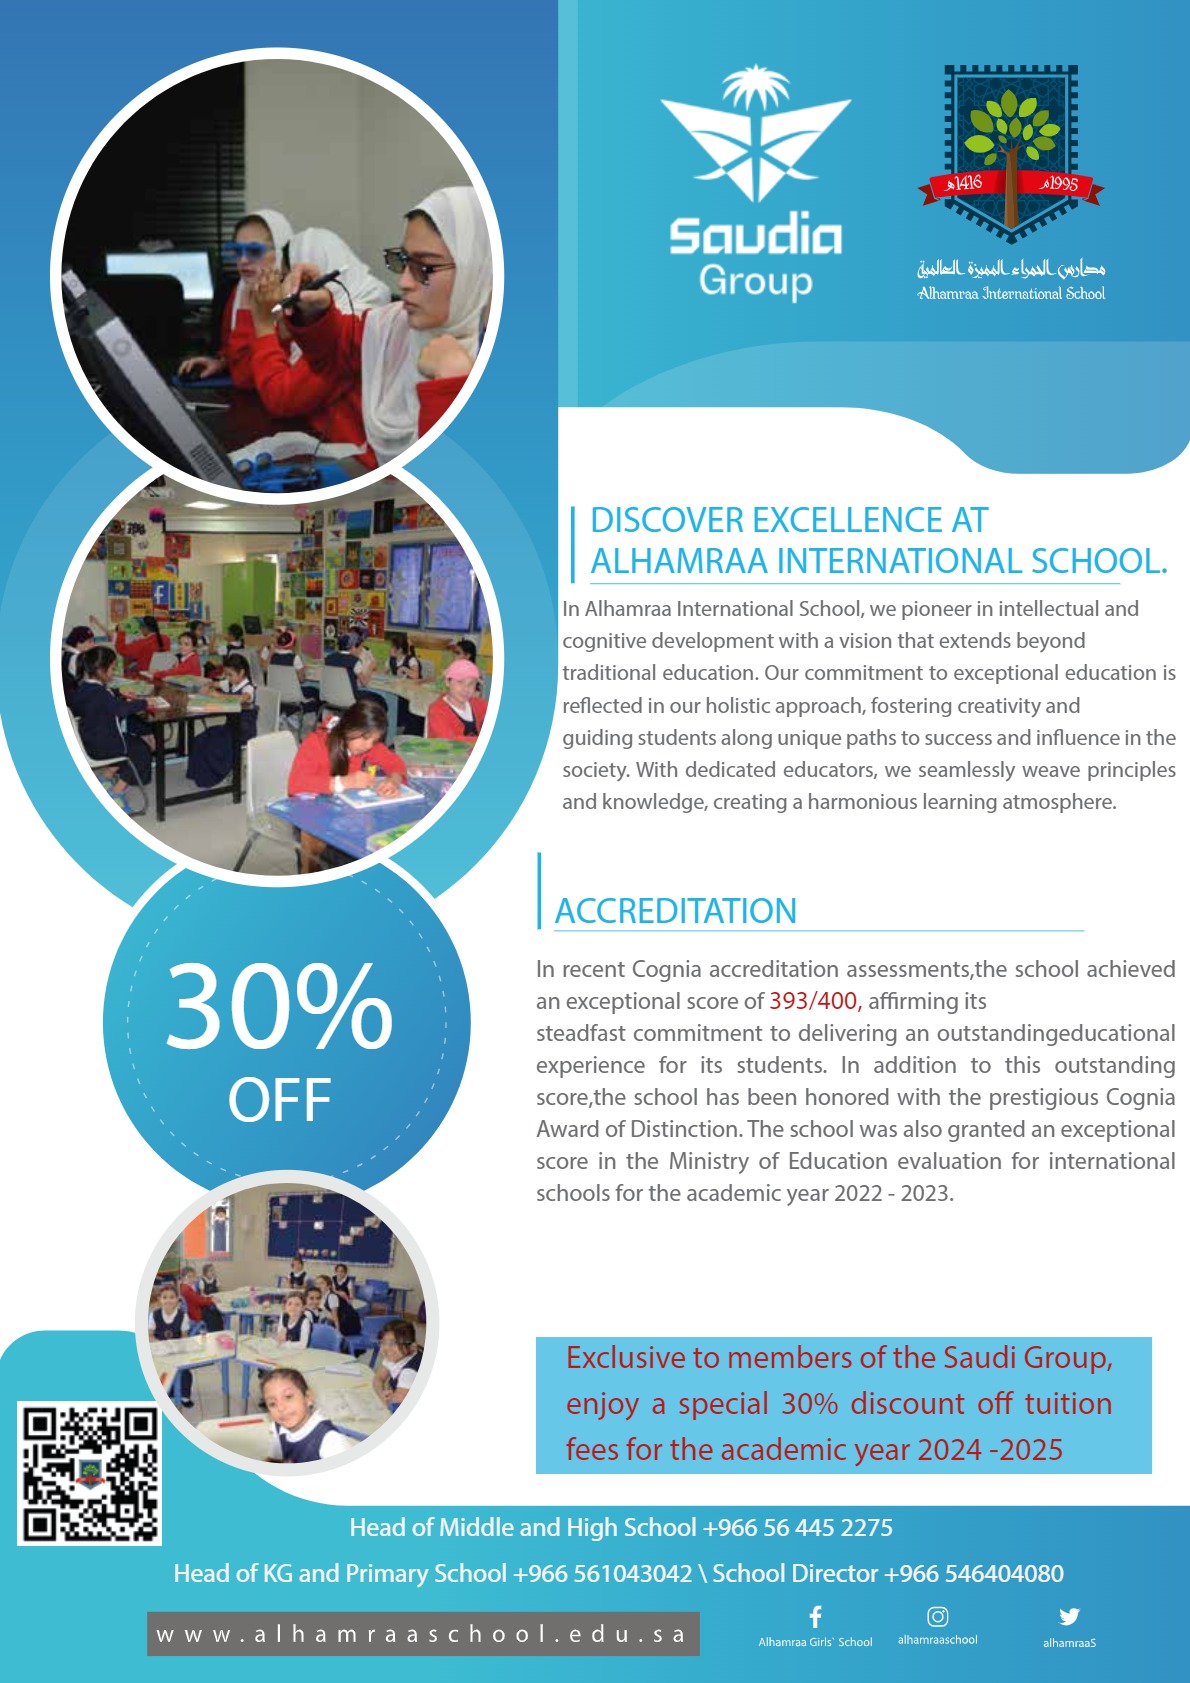 Saudia
Group
1416هـ
1995م
مدارس الحمراء المميزة العالمية
Alhamraa International School
DISCOVER EXCELLENCE AT
ALHAMRAA INTERNATIONAL SCHOOL.
In Alhamraa International School, we pioneer in intellectual and
cognitive development with a vision that extends beyond
traditional education. Our commitment to exceptional education is
reflected in our holistic approach, fostering creativity and
guiding students along unique paths to success and influence in the
society. With dedicated educators, we seamlessly weave principles
and knowledge, creating a harmonious learning atmosphere.
ACCREDITATION
In recent Cognia accreditation assessments,the school achieved
an exceptional score of 393/400, affirming its
steadfast commitment to delivering an outstandingeducational
experience for its students. In addition to this outstanding
score,the school has been honored with the prestigious Cognia
Award of Distinction. The school was also granted an exceptional
score in the Ministry of Education evaluation for international
schools for the academic year 2022 - 2023.
30%
OFF
Exclusive to members of the Saudi Group,
enjoy a special 30% discount off tuition
fees for the academic year 2024 -2025
Head of Middle and High School +966 56 445 2275
Head of KG and Primary School +966 561043042 \ School Director +966 546404080
www.alhamraaschool.edu.sa
Alhamraa Girls` School
alhamraaschool
alhamraaS